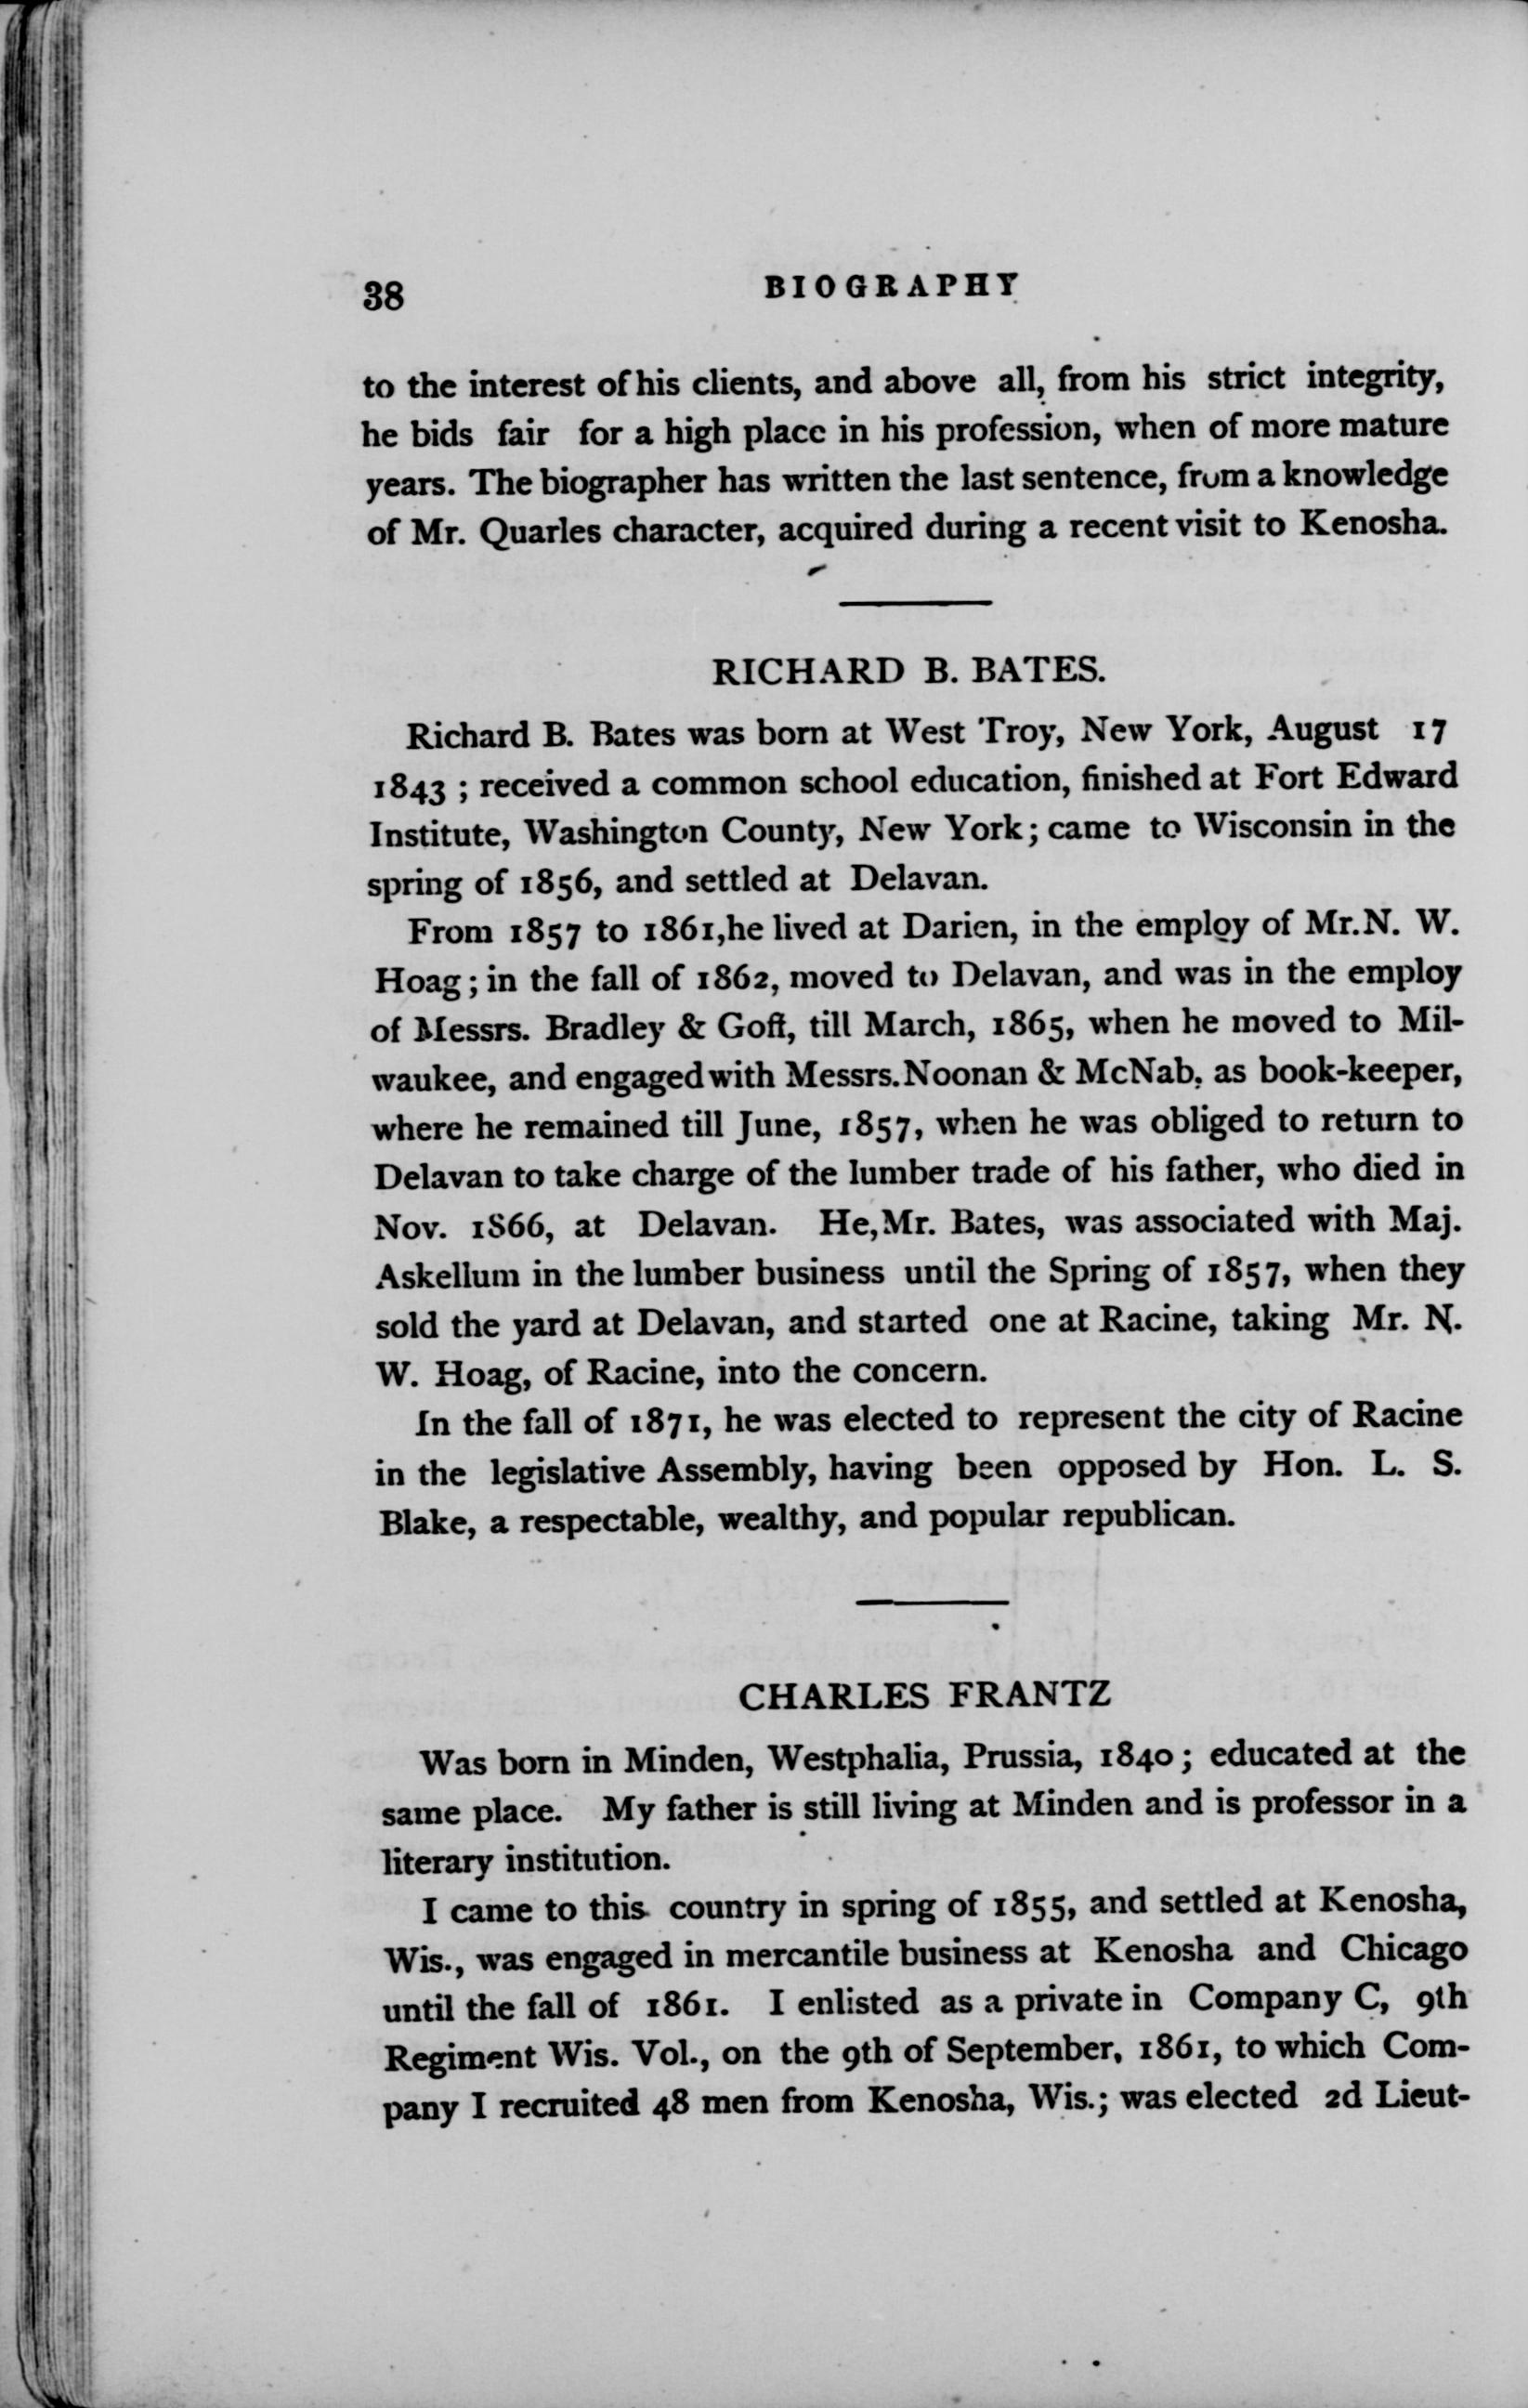 38 BIOGRAPHY
to the interest of his clients, and above all, from his strict integrity,
he bids fair for a high place in his profession, when of more mature
years. The biographer has written the last sentence, from a knowledge
of Mr. Quarles character, acquired during a recent visit to Kenosha.
RICHARD B. BATES.
Richard B. Bates was born at West Troy, New York, August 17
1843 ; received a common school education, finished at Fort Edward
Institute, Washington County, New York; came to Wisconsin in the
spring of 1856, and settled at Delavan.
From 1857 to 1861,he lived at Darien, in the employ of Mr.N. W.
Hoag; in the fall of 1862, moved to Delavan, and was in the employ
of Messrs. Bradley & Goff, till March, 1865, when he moved to Mil-
waukee, and engaged with Messrs.Noonan & McNab, as book-keeper,
where he remained till June, 1857, when he was obliged to return to
Delavan to take charge of the lumber trade of his father, who died in
Nov. 1866, at Delavan. He,Mr. Bates, was associated with Maj.
Askellum in the lumber business until the Spring of 1857, when they
sold the yard at Delavan, and started one at Racine, taking Mr. N.
W. Hoag, of Racine, into the concern.
In the fall of 1871, he was elected to represent the city of Racine
in the legislative Assembly, having been opposed by Hon. L. S.
Blake, a respectable, wealthy, and popular republican.
CHARLES FRANTZ
Was born in Minden, Westphalia, Prussia, 1840 ; educated at the
same place. My father is still living at Minden and is professor in a
literary institution.
I came to this country in spring of 1855, and settled at Kenosha,
Wis., was engaged in mercantile business at Kenosha and Chicago
until the fall of 1861. I enlisted as a private in Company C, 9th
Regiment Wis. Vol., on the 9th of September, 1861, to which Com-
pany I recruited 48 men from Kenosha, Wis.; was elected 2d Lieut-